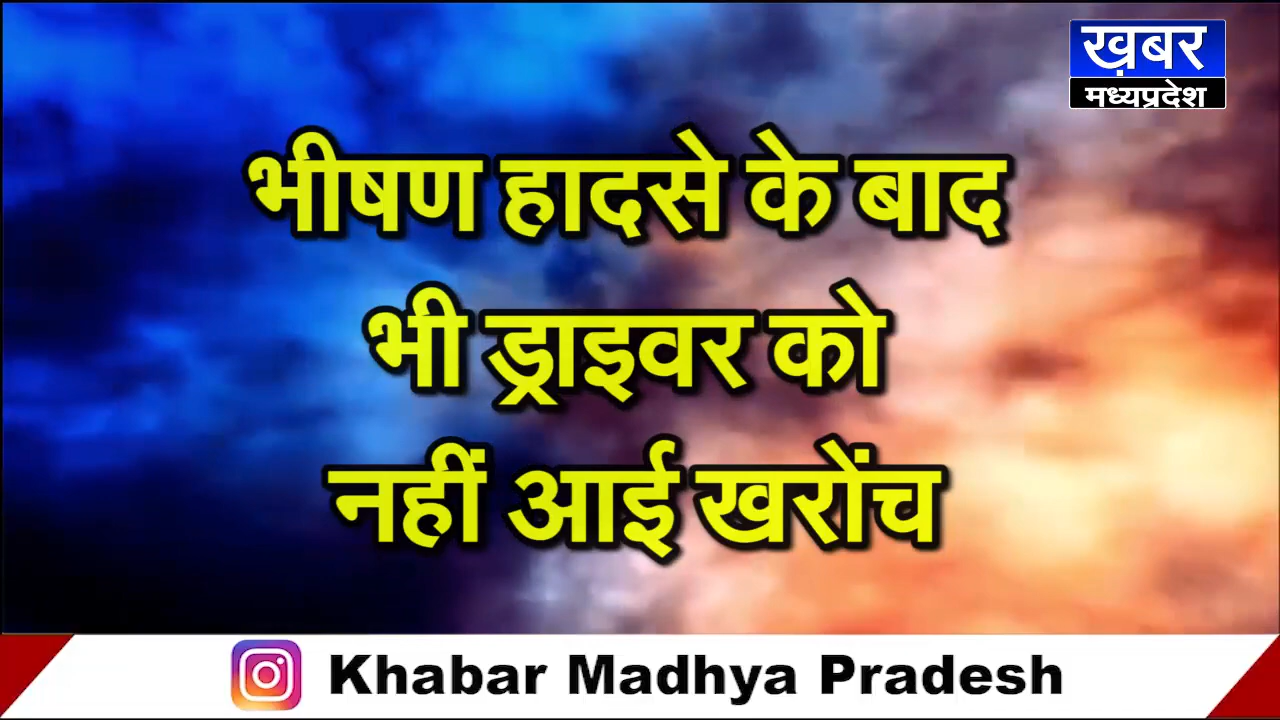 ख़बर
मध्यप्रदेश
भीषण हादसे के बाद
भी ड्राइवर को
नहीं आई खरोंच
Khabar Madhya Pradesh